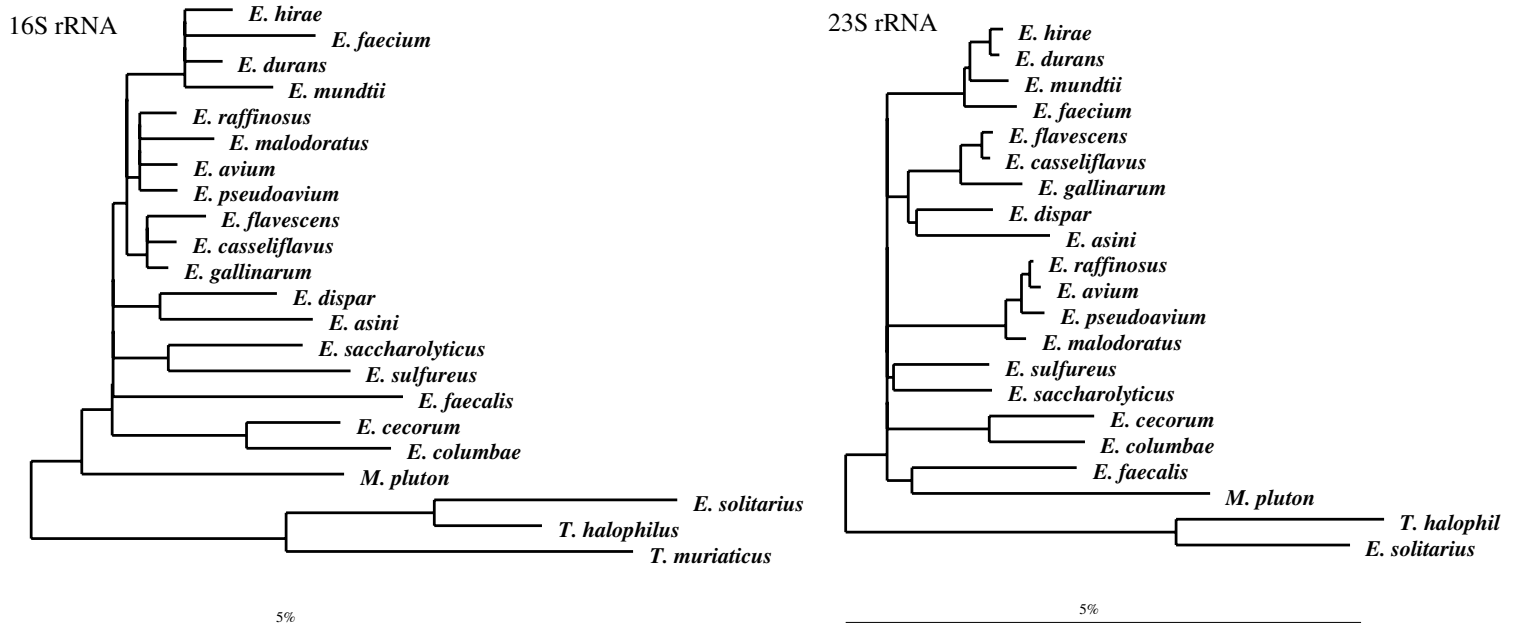 16S rRNA
E. hirae
E. faecium
E. durans
E. mundtii
E. raffinosus
E. malodoratus
E. avium
E. pseudoavium
E. flavescens
E. casseliflavus
E. gallinarum
E. dispar
E. asini
E. saccharolyticus
E. sulfureus
E. faecalis
E. cecorum
E. columbae
M. pluton
E. solitarius
T. halophilus
T. muriaticus
5%
23S rRNA
E. hirae
E. durans
E. mundtii
E. faecium
E. flavescens
E. casseliflavus
E. gallinarum
E. dispar
E. asini
E. raffinosus
E. avium
E. pseudoavium
E. malodoratus
E. sulfureus
E. saccharolyticus
E. cecorum
E. columbae
E. faecalis
M. pluton
T. halophil
E. solitarius
5%